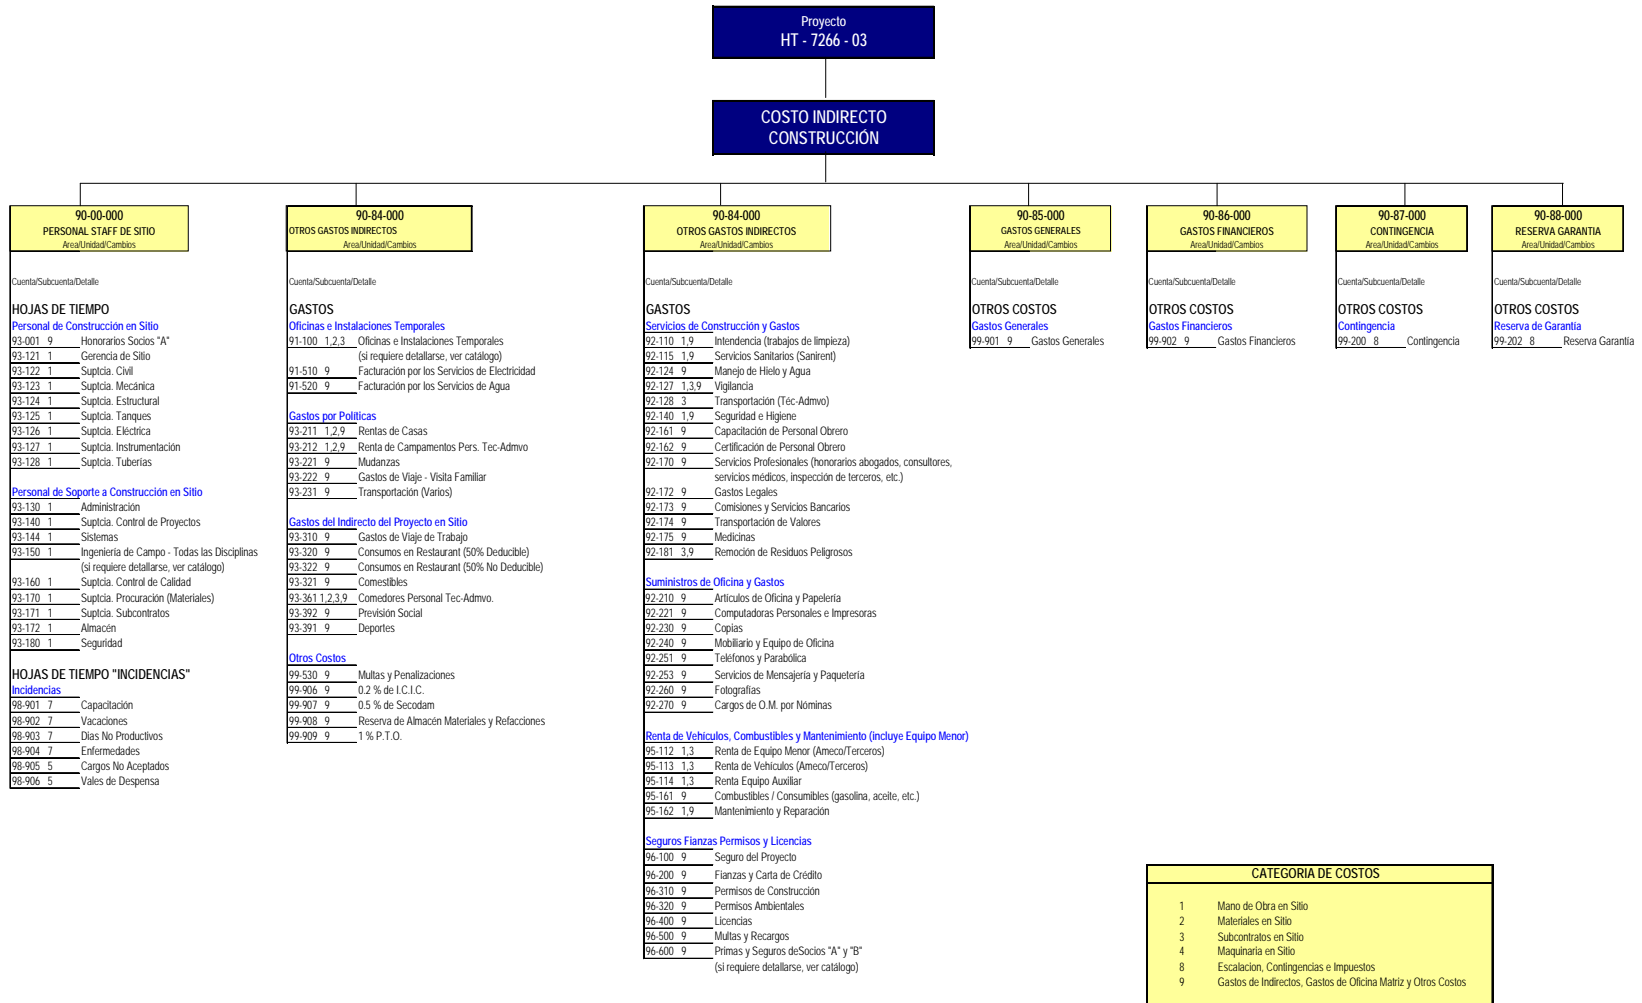 Proyecto
HT - 7266 - 03
COSTO INDIRECTO
CONSTRUCCIÓN
90-00-000
PERSONAL STAFF DE SITIO
Area/Unidad/Cambios
Cuenta/Subcuenta/Detalle
HOJAS DE TIEMPO
Personal de Construcción en Sitio
93-001 9 Honorarios Socios "A"
93-121 1 Gerencia de Sitio
93-122 1 Suptcia. Civil
93-123 1 Suptcia. Mecánica
93-124 1 Suptcia. Estructural
93-125 1 Suptcia. Tanques
93-126 1 Suptcia. Eléctrica
93-127 1 Suptcia. Instrumentación
93-128 1 Suptcia. Tuberías
Personal de Soporte a Construcción en Sitio
93-130 1 Administración
93-140 1 Suptcia. Control de Proyectos
93-144 1 Sistemas
93-150 1 Ingeniería de Campo - Todas las Disciplinas
(si requiere detallarse, ver catálogo)
93-160 1 Suptcia. Control de Calidad
93-170 1 Suptcia. Procuración (Materiales)
93-171 1 Suptcia. Subcontratos
93-172 1 Almacén
93-180 1 Seguridad
HOJAS DE TIEMPO "INCIDENCIAS"
Incidencias
98-901 7 Capacitación
98-902 7 Vacaciones
98-903 7 Dias No Productivos
98-904 7 Enfermedades
98-905 5 Cargos No Aceptados
98-906 5 Vales de Despensa
90-84-000
OTROS GASTOS INDIRECTOS
Area/Unidad/Cambios
Cuenta/Subcuenta/Detalle
GASTOS
Oficinas e Instalaciones Temporales
91-100 1,2,3 Oficinas e Instalaciones Temporales
(si requiere detallarse, ver catálogo)
91-510 9 Facturación por los Servicios de Electricidad
91-520 9 Facturación por los Servicios de Agua
Gastos por Políticas
93-211 1,2,9 Rentas de Casas
93-212 1,2,9 Renta de Campamentos Pers. Tec-Admvo
93-221 9 Mudanzas
93-222 9 Gastos de Viaje - Visita Familiar
93-231 9 Transportación (Varios)
Gastos del Indirecto del Proyecto en Sitio
93-310 9 Gastos de Viaje de Trabajo
93-320 9 Consumos en Restaurant (50% Deducible)
93-322 9 Consumos en Restaurant (50% No Deducible)
93-321 9 Comestibles
93-361 1,2,3,9 Comedores Personal Tec-Admvo.
93-392 9 Previsión Social
93-391 9 Deportes
Otros Costos
99-530 9 Multas y Penalizaciones
99-906 9 0.2 % de I.C.I.C.
99-907 9 0.5 % de Secodam
99-908 9 Reserva de Almacén Materiales y Refacciones
99-909 9 1 % P.T.O.
90-84-000
OTROS GASTOS INDIRECTOS
Area/Unidad/Cambios
Cuenta/Subcuenta/Detalle
GASTOS
Servicios de Construcción y Gastos
92-110 1,9 Intendencia (trabajos de limpieza)
92-115 1,9 Servicios Sanitarios (Sanirent)
92-124 9 Manejo de Hielo y Agua
92-127 1,3,9 Vigilancia
92-128 3 Transportación (Téc-Admvo)
92-140 1,9 Seguridad e Higiene
92-161 9 Capacitación de Personal Obrero
92-162 9 Certificación de Personal Obrero
92-170 9 Servicios Profesionales (honorarios abogados, consultores,
servicios médicos, inspección de terceros, etc.)
92-172 9 Gastos Legales
92-173 9 Comisiones y Servicios Bancarios
92-174 9 Transportación de Valores
92-175 9 Medicinas
92-181 3,9 Remoción de Residuos Peligrosos
Suministros de Oficina y Gastos
92-210 9 Artículos de Oficina y Papelería
92-221 9 Computadoras Personales e Impresoras
92-230 9 Copias
92-240 9 Mobiliario y Equipo de Oficina
92-251 9 Teléfonos y Parabólica
92-253 9 Servicios de Mensajería y Paquetería
92-260 9 Fotografías
92-270 9 Cargos de O.M. por Nóminas
Renta de Vehículos, Combustibles y Mantenimiento (incluye Equipo Menor)
95-112 1,3 Renta de Equipo Menor (Ameco/Terceros)
95-113 1,3 Renta de Vehículos (Ameco/Terceros)
95-114 1,3 Renta Equipo Auxiliar
95-161 9 Combustibles / Consumibles (gasolina, aceite, etc.)
95-162 1,9 Mantenimiento y Reparación
Seguros Fianzas Permisos y Licencias
96-100 9 Seguro del Proyecto
96-200 9 Fianzas y Carta de Crédito
96-310 9 Permisos de Construcción
96-320 9 Permisos Ambientales
96-400 9 Licencias
96-500 9 Multas y Recargos
96-600 9 Primas y Seguros deSocios "A" y "B"
(si requiere detallarse, ver catálogo)
90-85-000
GASTOS GENERALES
Area/Unidad/Cambios
Cuenta/Subcuenta/Detalle
OTROS COSTOS
Gastos Generales
99-901 9 Gastos Generales
90-86-000
GASTOS FINANCIEROS
Area/Unidad/Cambios
Cuenta/Subcuenta/Detalle
OTROS COSTOS
Gastos Financieros
99-902 9 Gastos Financieros
90-87-000
CONTINGENCIA
Area/Unidad/Cambios
Cuenta/Subcuenta/Detalle
OTROS COSTOS
Contingencia
99-200 8 Contingencia
90-88-000
RESERVA GARANTIA
Area/Unidad/Cambios
Cuenta/Subcuenta/Detalle
OTROS COSTOS
Reserva de Garantía
99-202 8 Reserva Garantía
CATEGORIA DE COSTOS
1 Mano de Obra en Sitio
2 Materiales en Sitio
3 Subcontratos en Sitio
4 Maquinaria en Sitio
8 Escalacion, Contingencias e Impuestos
9 Gastos de Indirectos, Gastos de Oficina Matriz y Otros Costos